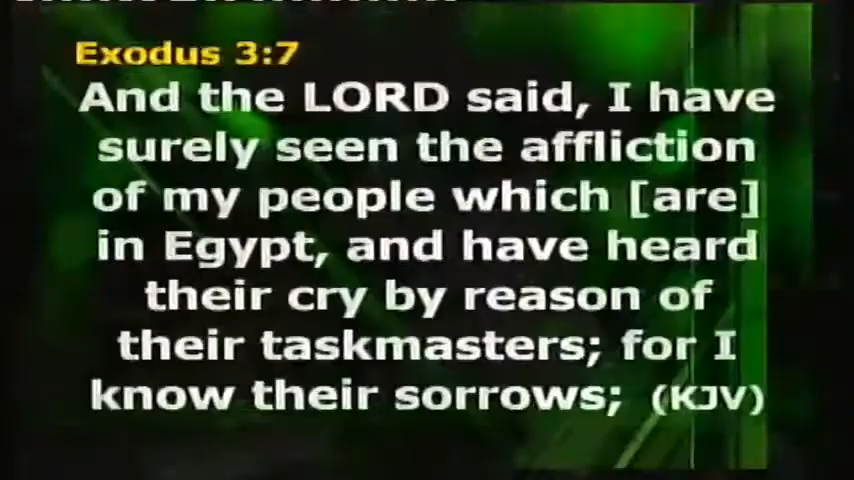 Exodus 3:7
And the LORD said, I have
surely seen the affliction
of my people which [are]
in Egypt, and have heard
their cry by reason of
their taskmasters; for I
know their sorrows; (KJV)